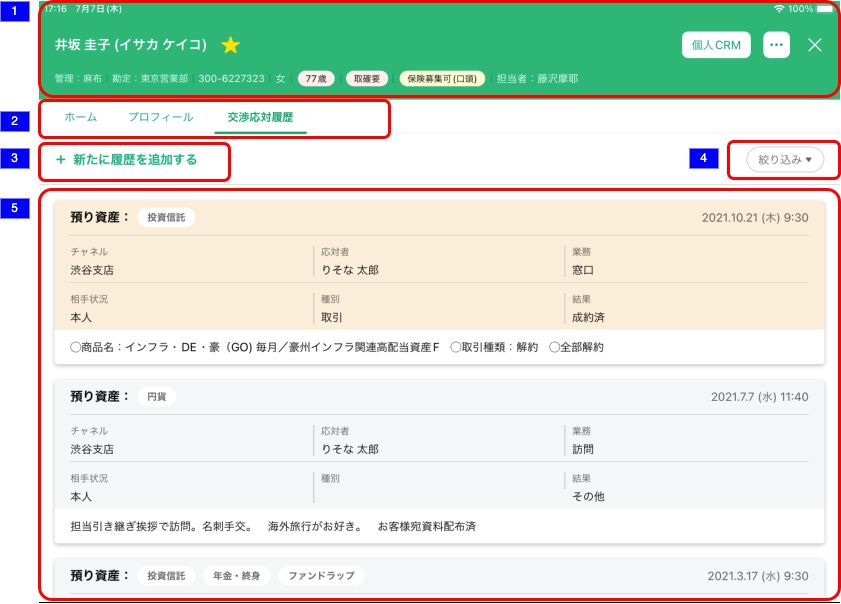 1
17:16 7月7日(木) 100%
井坂 圭子 (イサカ ケイコ) 個人CRM
管理：麻布 勘定：東京営業部 300-6227323 女 77歳 取確要 保険募集可(口頭) 担当者：藤沢摩耶
2
ホーム プロフィール 交渉応対履歴
3
+ 新たに履歴を追加する
4
絞り込み▼
5
預り資産： 投資信託 2021.10.21 (木) 9:30
チャネル 応対者 業務
渋谷支店 りそな 太郎 窓口
相手状況 種別 結果
本人 取引 成約済
〇商品名：インフラ・DE・豪（GO) 毎月／豪州インフラ関連高配当資産F 〇取引種類：解約 〇全部解約
預り資産： 円貨 2021.7.7 (水) 11:40
チャネル 応対者 業務
渋谷支店 りそな 太郎 訪問
相手状況 種別 結果
本人 その他
担当引き継ぎ挨拶で訪問。名刺手交。 海外旅行がお好き。 お客様宛資料配布済
預り資産： 投資信託 年金・終身 ファンドラップ 2021.3.17 (水) 9:30